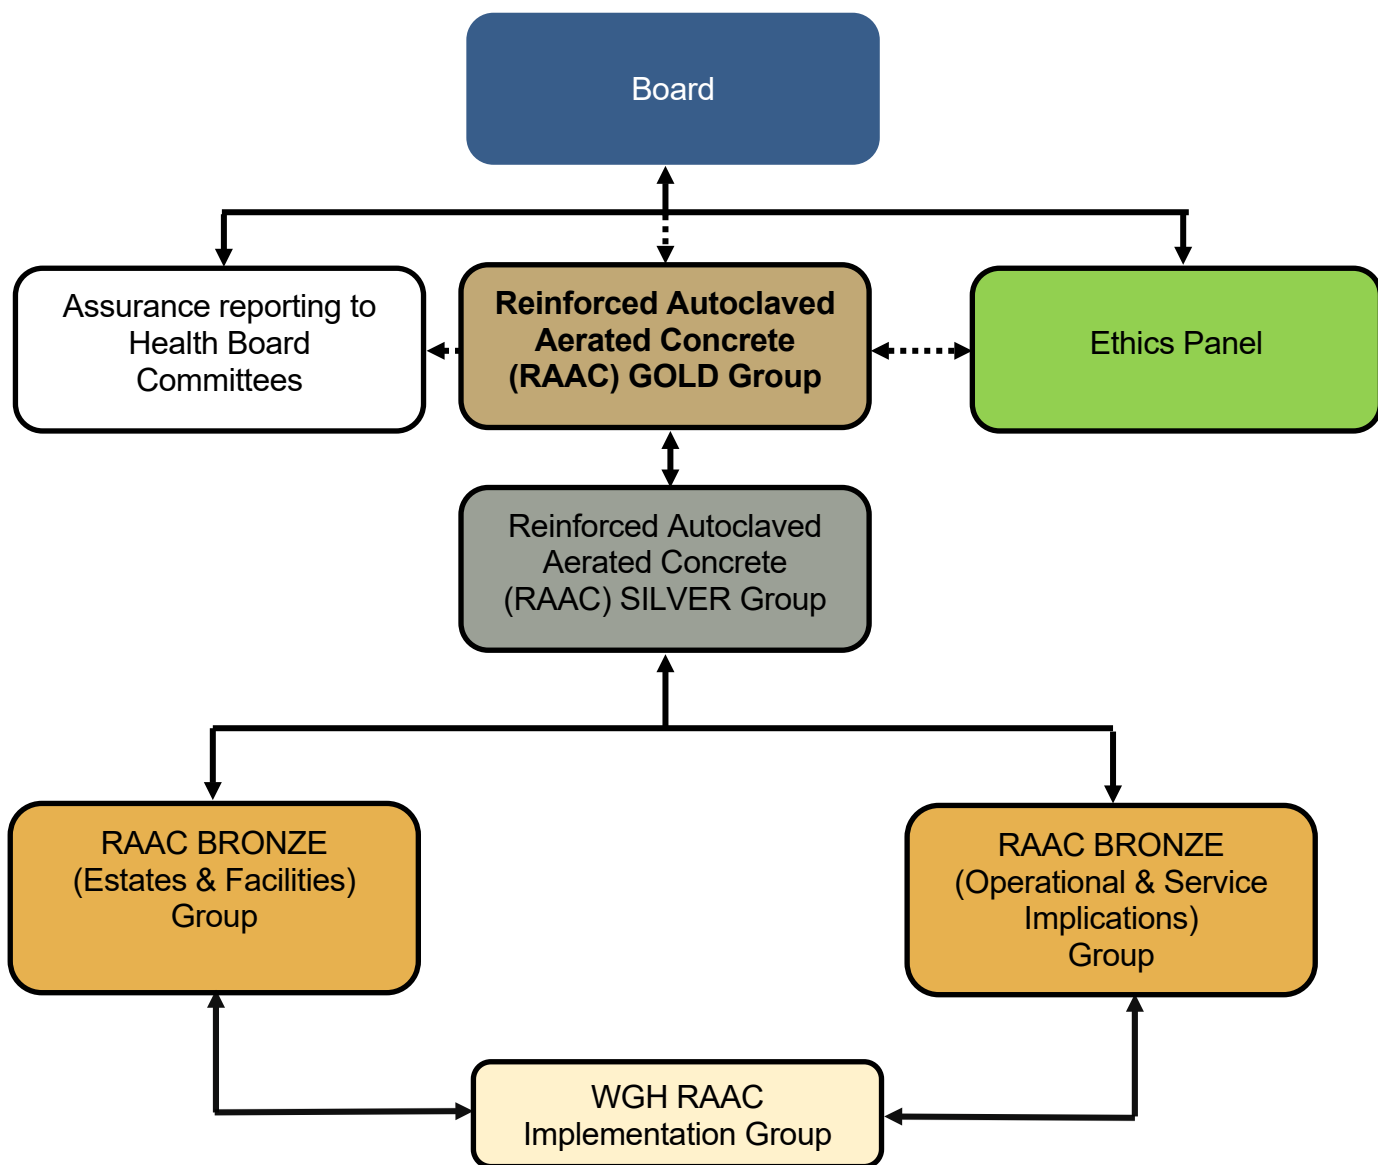 Board
Assurance reporting to
Health Board
Committees
Reinforced Autoclaved
Aerated Concrete
(RAAC) GOLD Group
Ethics Panel
Reinforced Autoclaved
Aerated Concrete
(RAAC) SILVER Group
RAAC BRONZE
(Estates & Facilities)
Group
RAAC BRONZE
(Operational & Service
Implications)
Group
WGH RAAC
Implementation Group